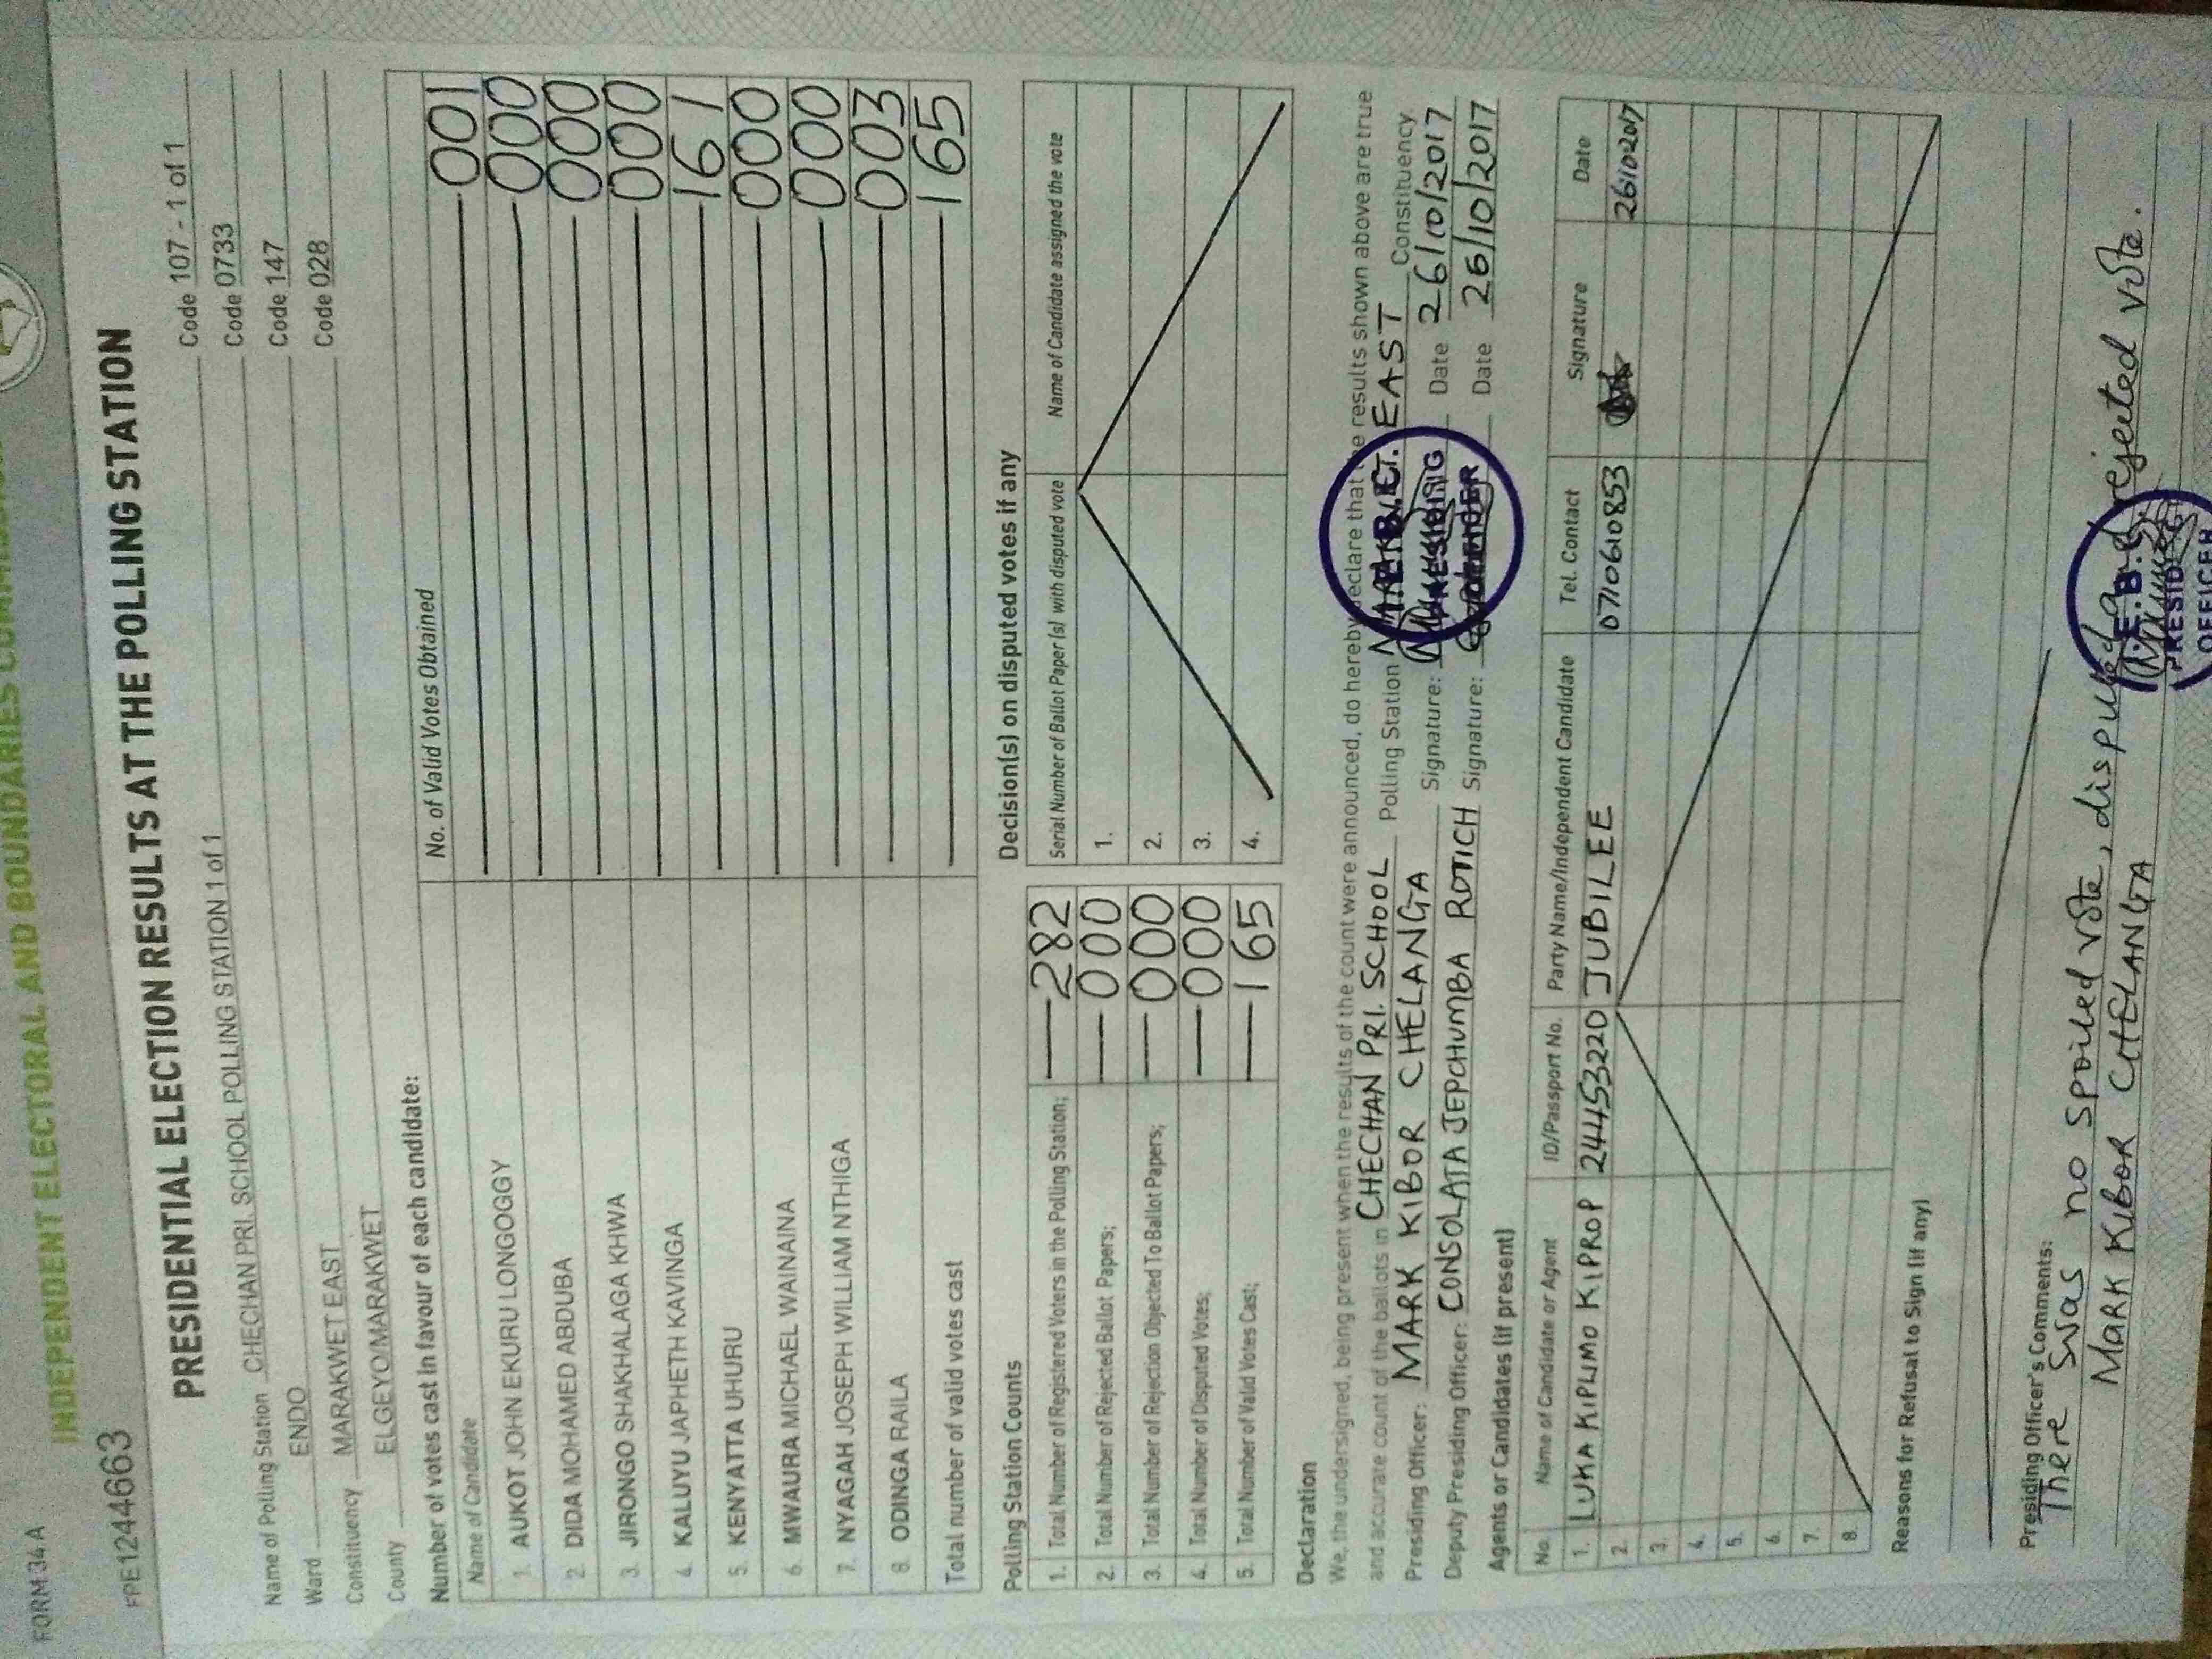 FORM 34A
INDEPENDENT ELECTORAL AND BOUNDARIES
FPE1244663
PRESIDENTIAL ELECTION RESULTS AT THE POLLING STATION
Name of Polling Station CHECHAN PRI. SCHOOL POLLING STATION 1 of 1 Code 107 - 1 of 1
Ward ENDO Code 0733
Constituency MARAKWET EAST Code 147
County ELGEYO/MARAKWET Code 028
Number of votes cast in favour of each candidate:
Name of Candidate No. of Valid Votes Obtained
1. AUKOT JOHN EKURU LONGOGGY 001
2. DIDA MOHAMED ABDUBA 000
3. JIRONGO SHAKHALAGA KHWA 000
4. KALUYU JAPHETH KAVINGA 000
5. KENYATTA UHURU 161
6. MWAURA MICHAEL WAINAINA 000
7. NYAGAH JOSEPH WILLIAM NTHIGA 000
8. ODINGA RAILA 003
Total number of valid votes cast 165
Polling Station Counts
1. Total Number of Registered Voters in the Polling Station; 282
2. Total Number of Rejected Ballot Papers; 000
3. Total Number of Rejection Objected To Ballot Papers; 000
4. Total Number of Disputed Votes; 000
5. Total Number of Valid Votes Cast; 165
Decision(s) on disputed votes if any
Serial Number of Ballot Paper (s) with disputed vote Name of Candidate assigned the vote
1.
2.
3.
4.
Declaration
We, the undersigned, being present when the results of the count were announced, do hereby declare that the results shown above are true
and accurate count of the ballots in CHECHAN PRI. SCHOOL Polling Station MARAKWET EAST Constituency.
Presiding Officer: MARK KIBOR CHELANGA Signature: Date 26/10/2017
Deputy Presiding Officer: CONSOLATA JEPCHUMBA ROTICH Signature: Date 26/10/2017
PRESIDING
OFFICER
Agents or Candidates (if present)
No. Name of Candidate or Agent ID/Passport No. Party Name/Independent Candidate Tel. Contact Signature Date
1. LUKA KIPLIMO KIPROP 24453220 JUBILEE 0710610853 26/10/2017
2.
3.
4.
5.
6.
7.
8.
Reasons for Refusal to Sign (if any)
Presiding Officer's Comments:
There was no spoiled vote, disputed and rejected vote.
MARK KIBOR CHELANGA
I.E.B.C.
PRESIDING
OFFICER